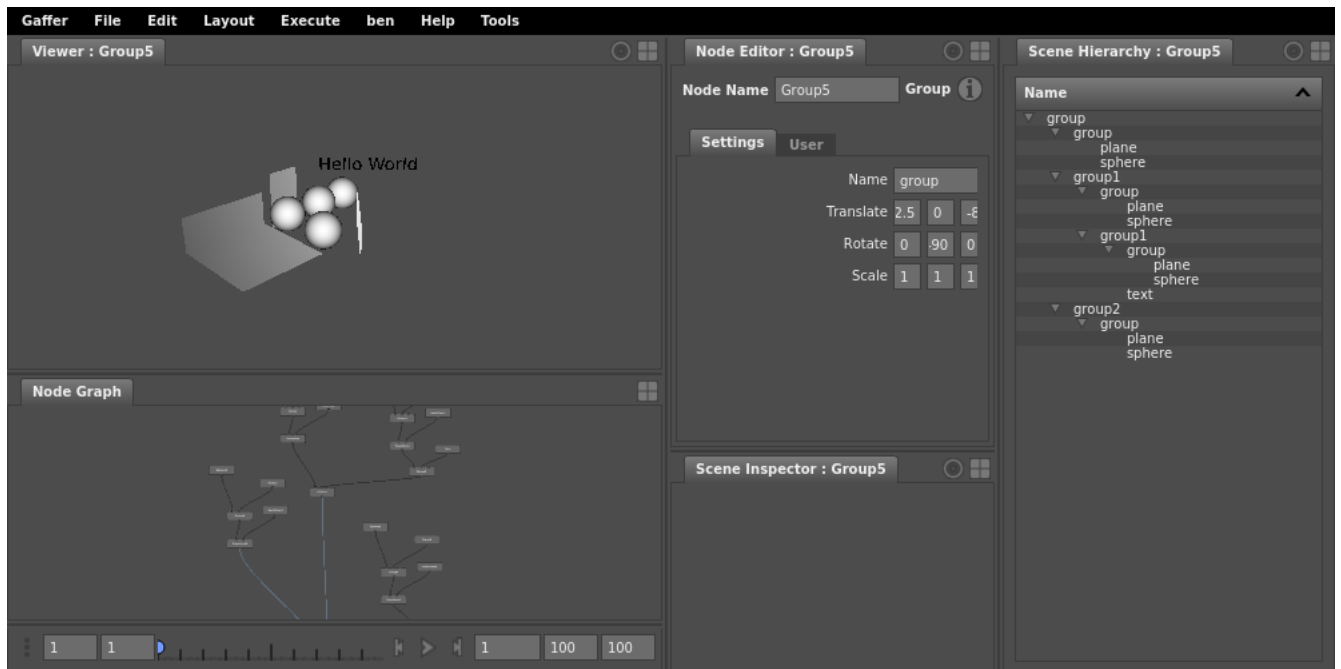 Gaffer File Edit Layout Execute ben Help Tools
Viewer : Group5
Hello World
Node Graph
1 1 1 100 100
Node Editor : Group5
Node Name Group5 Group
Settings User
Name group
Translate 2.5 0 -8
Rotate 0 -90 0
Scale 1 1 1
Scene Inspector : Group5
Scene Hierarchy : Group5
Name
group
group
plane
sphere
group1
group
plane
sphere
group1
group
plane
sphere
text
group2
group
plane
sphere